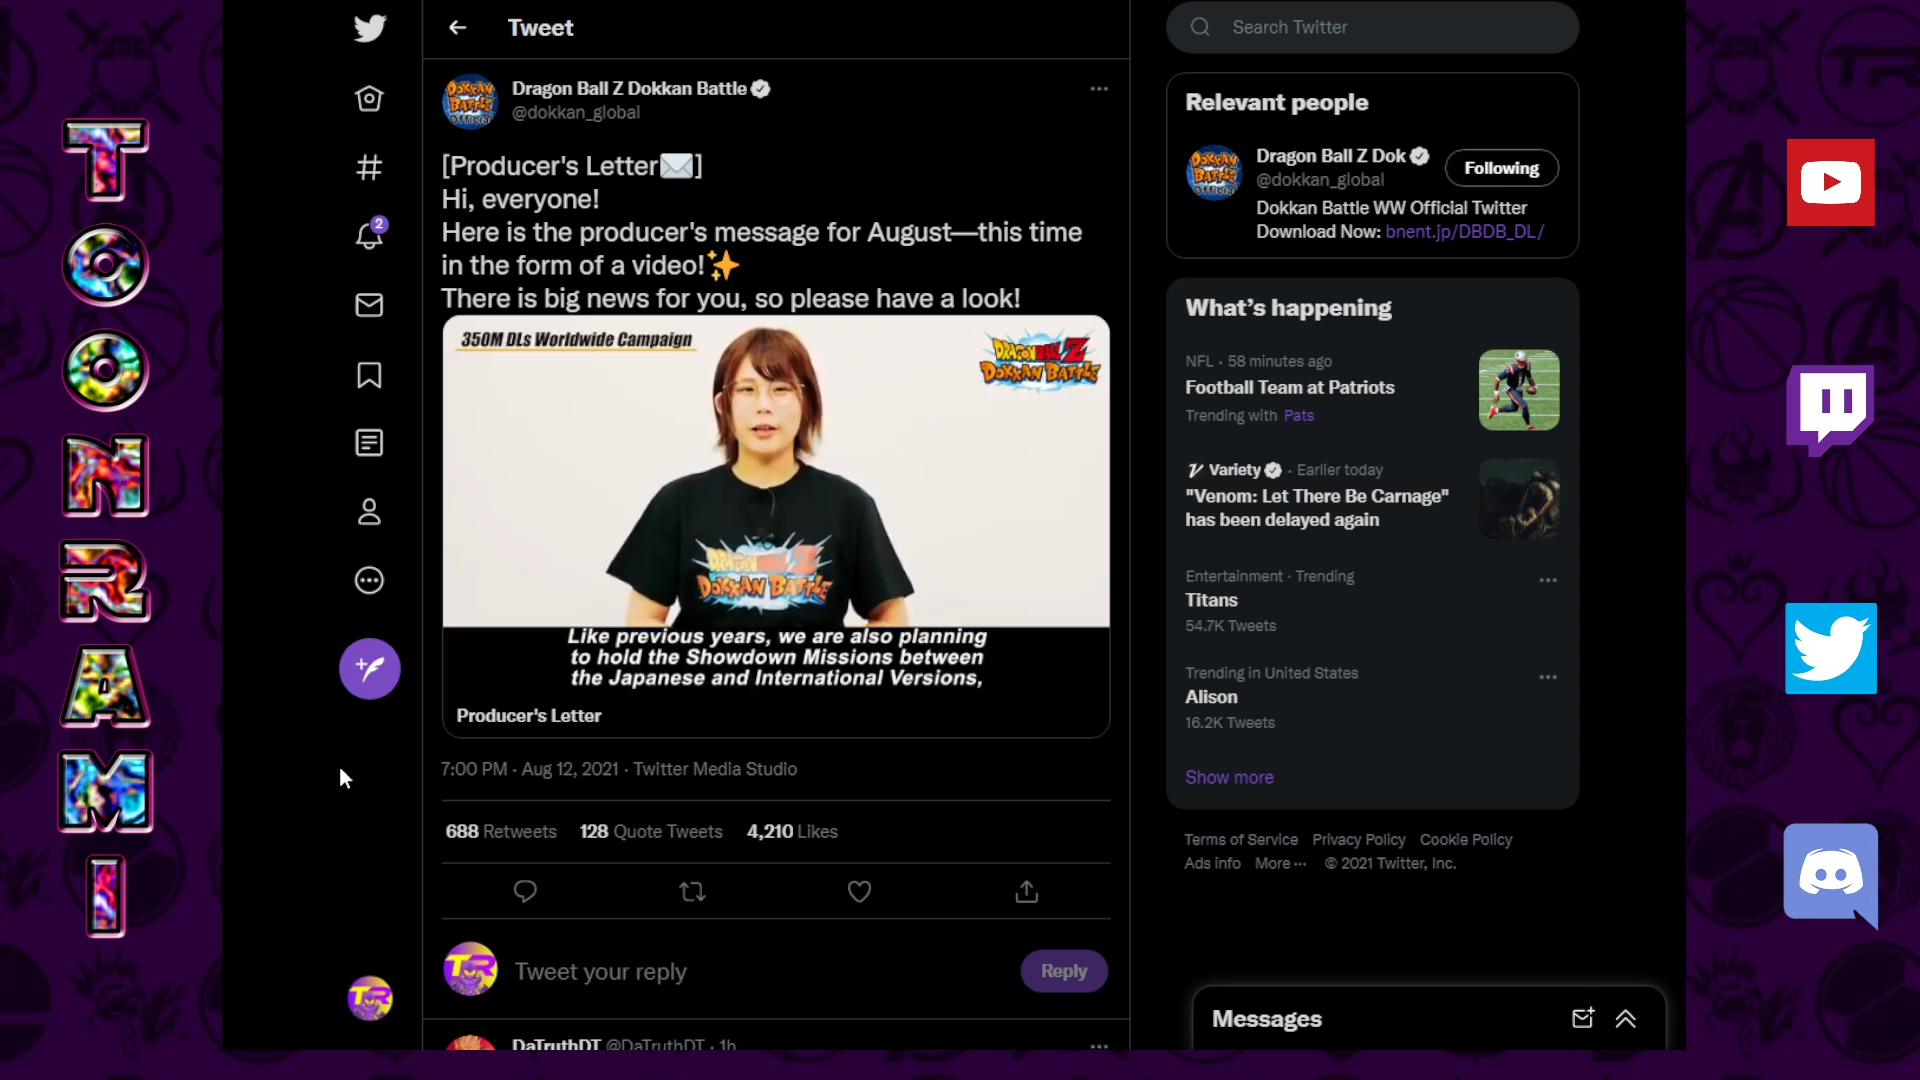 TOONRAMI
Tweet
Dragon Ball Z Dokkan Battle
@dokkan_global
[Producer's Letter✉️]
Hi, everyone!
Here is the producer's message for August—this time
in the form of a video!✨
There is big news for you, so please have a look!
350M DLs Worldwide Campaign
DRAGON BALL Z
DOKKAN BATTLE
DRAGON BALL Z
DOKKAN BATTLE
Like previous years, we are also planning
to hold the Showdown Missions between
the Japanese and International Versions,
Producer's Letter
7:00 PM · Aug 12, 2021 · Twitter Media Studio
688 Retweets 128 Quote Tweets 4,210 Likes
TR
Tweet your reply
Reply
DaTruthDT @DaTruthDT · 1h
2
TR
Search Twitter
Relevant people
Dragon Ball Z Dok
@dokkan_global
Following
Dokkan Battle WW Official Twitter
Download Now: bnent.jp/DBDB_DL/
What's happening
NFL · 58 minutes ago
Football Team at Patriots
Trending with Pats
Variety · Earlier today
"Venom: Let There Be Carnage"
has been delayed again
Entertainment · Trending
Titans
54.7K Tweets
Trending in United States
Alison
16.2K Tweets
Show more
Terms of Service Privacy Policy Cookie Policy
Ads info More ··· © 2021 Twitter, Inc.
Messages